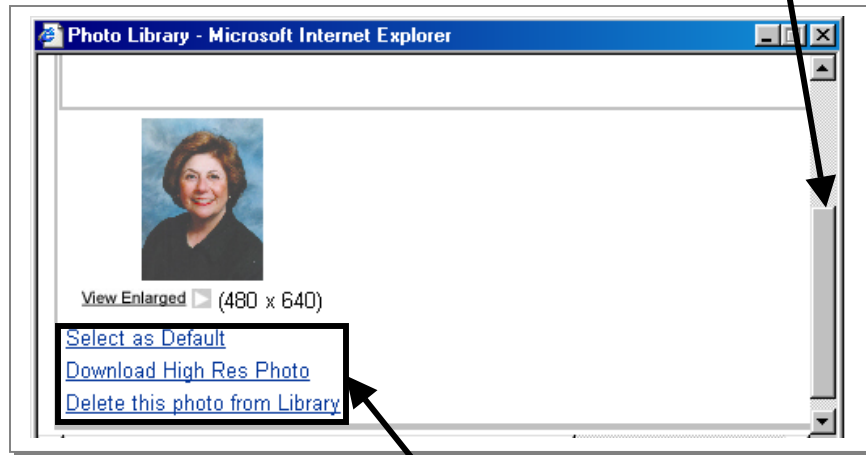 Photo Library - Microsoft Internet Explorer
View Enlarged (480 x 640)
Select as Default
Download High Res Photo
Delete this photo from Library